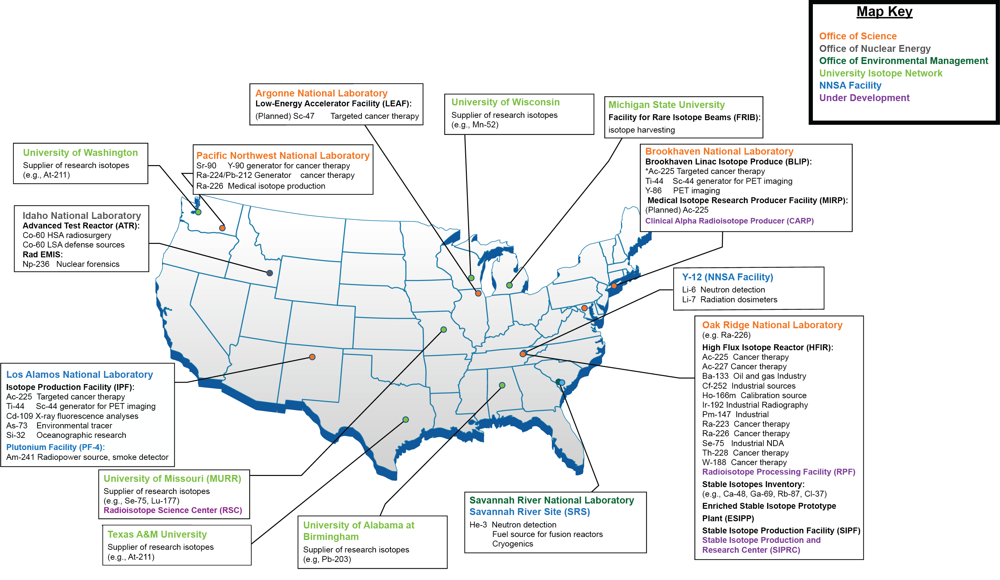 Map Key
Office of Science
Office of Nuclear Energy
Office of Environmental Management
University Isotope Network
NNSA Facility
Under Development
Argonne National Laboratory
Low-Energy Accelerator Facility (LEAF):
(Planned) Sc-47 Targeted cancer therapy
University of Wisconsin
Supplier of research isotopes
(e.g., Mn-52)
Michigan State University
Facility for Rare Isotope Beams (FRIB):
isotope harvesting
University of Washington
Supplier of research isotopes
(e.g., At-211)
Pacific Northwest National Laboratory
Sr-90 Y-90 generator for cancer therapy
Ra-224/Pb-212 Generator cancer therapy
Ra-226 Medical isotope production
Brookhaven National Laboratory
Brookhaven Linac Isotope Produce (BLIP):
*Ac-225 Targeted cancer therapy
Ti-44 Sc-44 generator for PET imaging
Y-86 PET imaging
Medical Isotope Research Producer Facility (MIRP):
(Planned) Ac-225
Clinical Alpha Radioisotope Producer (CARP)
Idaho National Laboratory
Advanced Test Reactor (ATR):
Co-60 HSA radiosurgery
Co-60 LSA defense sources
Rad EMIS:
Np-236 Nuclear forensics
Y-12 (NNSA Facility)
Li-6 Neutron detection
Li-7 Radiation dosimeters
Oak Ridge National Laboratory
(e.g. Ra-226)
High Flux Isotope Reactor (HFIR):
Ac-225 Cancer therapy
Ac-227 Cancer therapy
Ba-133 Oil and gas Industry
Cf-252 Industrial sources
Ho-166m Calibration source
Ir-192 Industrial Radiography
Pm-147 Industrial
Ra-223 Cancer therapy
Ra-226 Cancer therapy
Se-75 Industrial NDA
Th-228 Cancer therapy
W-188 Cancer therapy
Radioisotope Processing Facility (RPF)
Stable Isotopes Inventory:
(e.g., Ca-48, Ga-69, Rb-87, Cl-37)
Enriched Stable Isotope Prototype
Plant (ESIPP)
Stable Isotope Production Facility (SIPF)
Stable Isotope Production and
Research Center (SIPRC)
Los Alamos National Laboratory
Isotope Production Facility (IPF):
Ac-225 Targeted cancer therapy
Ti-44 Sc-44 generator for PET imaging
Cd-109 X-ray fluorescence analyses
As-73 Environmental tracer
Si-32 Oceanographic research
Plutonium Facility (PF-4):
Am-241 Radiopower source, smoke detector
University of Missouri (MURR)
Supplier of research isotopes
(e.g., Se-75, Lu-177)
Radioisotope Science Center (RSC)
Texas A&M University
Supplier of research isotopes
(e.g., At-211)
University of Alabama at
Birmingham
Supplier of research isotopes
(e.g, Pb-203)
Savannah River National Laboratory
Savannah River Site (SRS)
He-3 Neutron detection
Fuel source for fusion reactors
Cryogenics